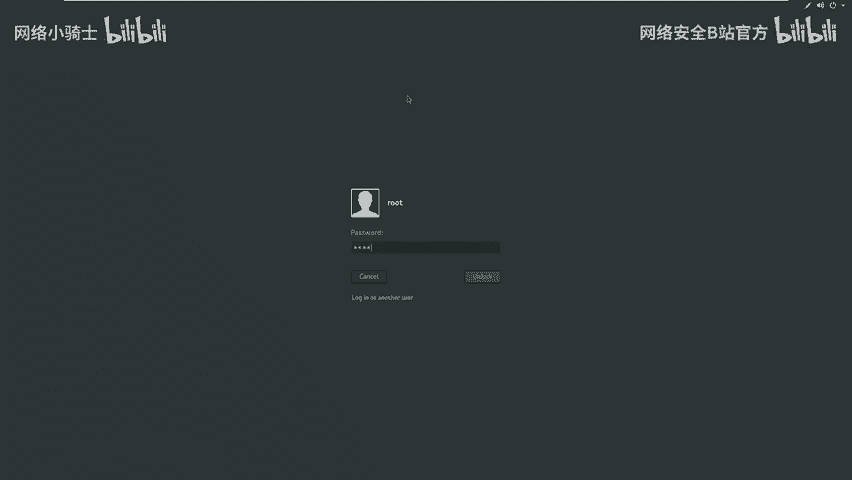 网络小骑士 bilibili
网络安全B站官方 bilibili
root
Password:
****
Cancel
Unlock
Log in as another user